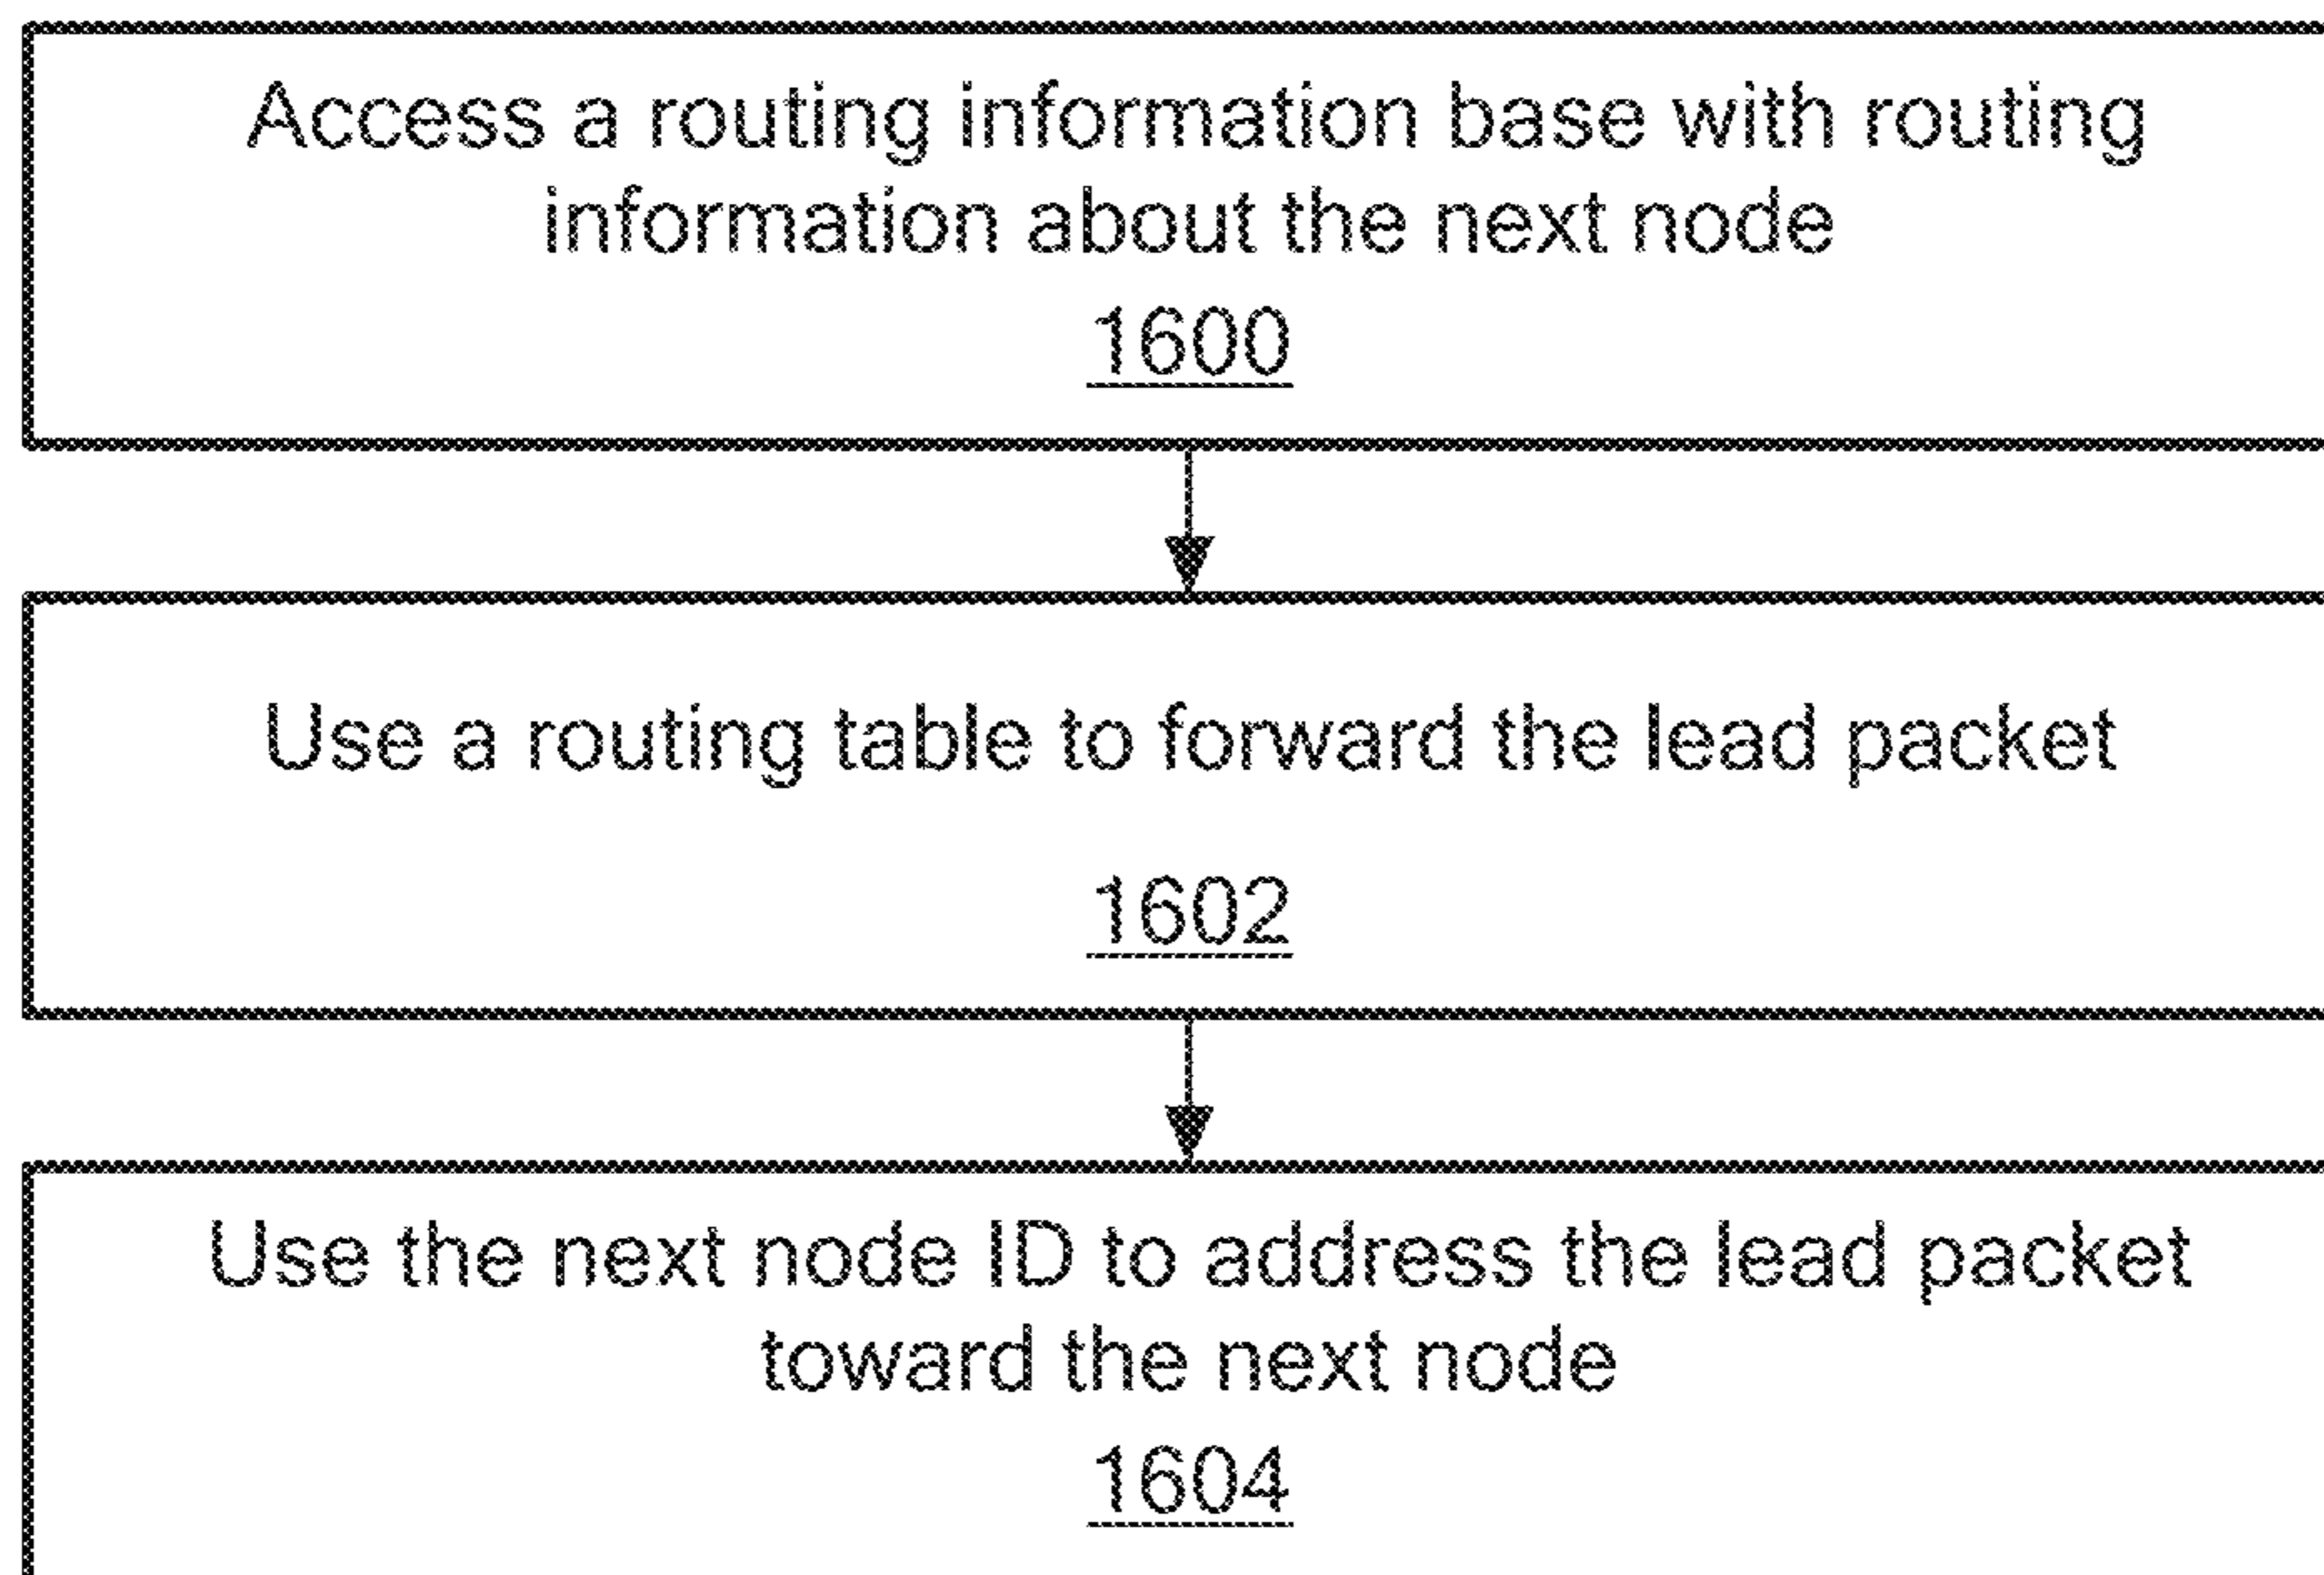 Access a routing information base with routing
information about the next node
1600
Use a routing table to forward the lead packet
1602
Use the next node ID to address the lead packet
toward the next node
1604